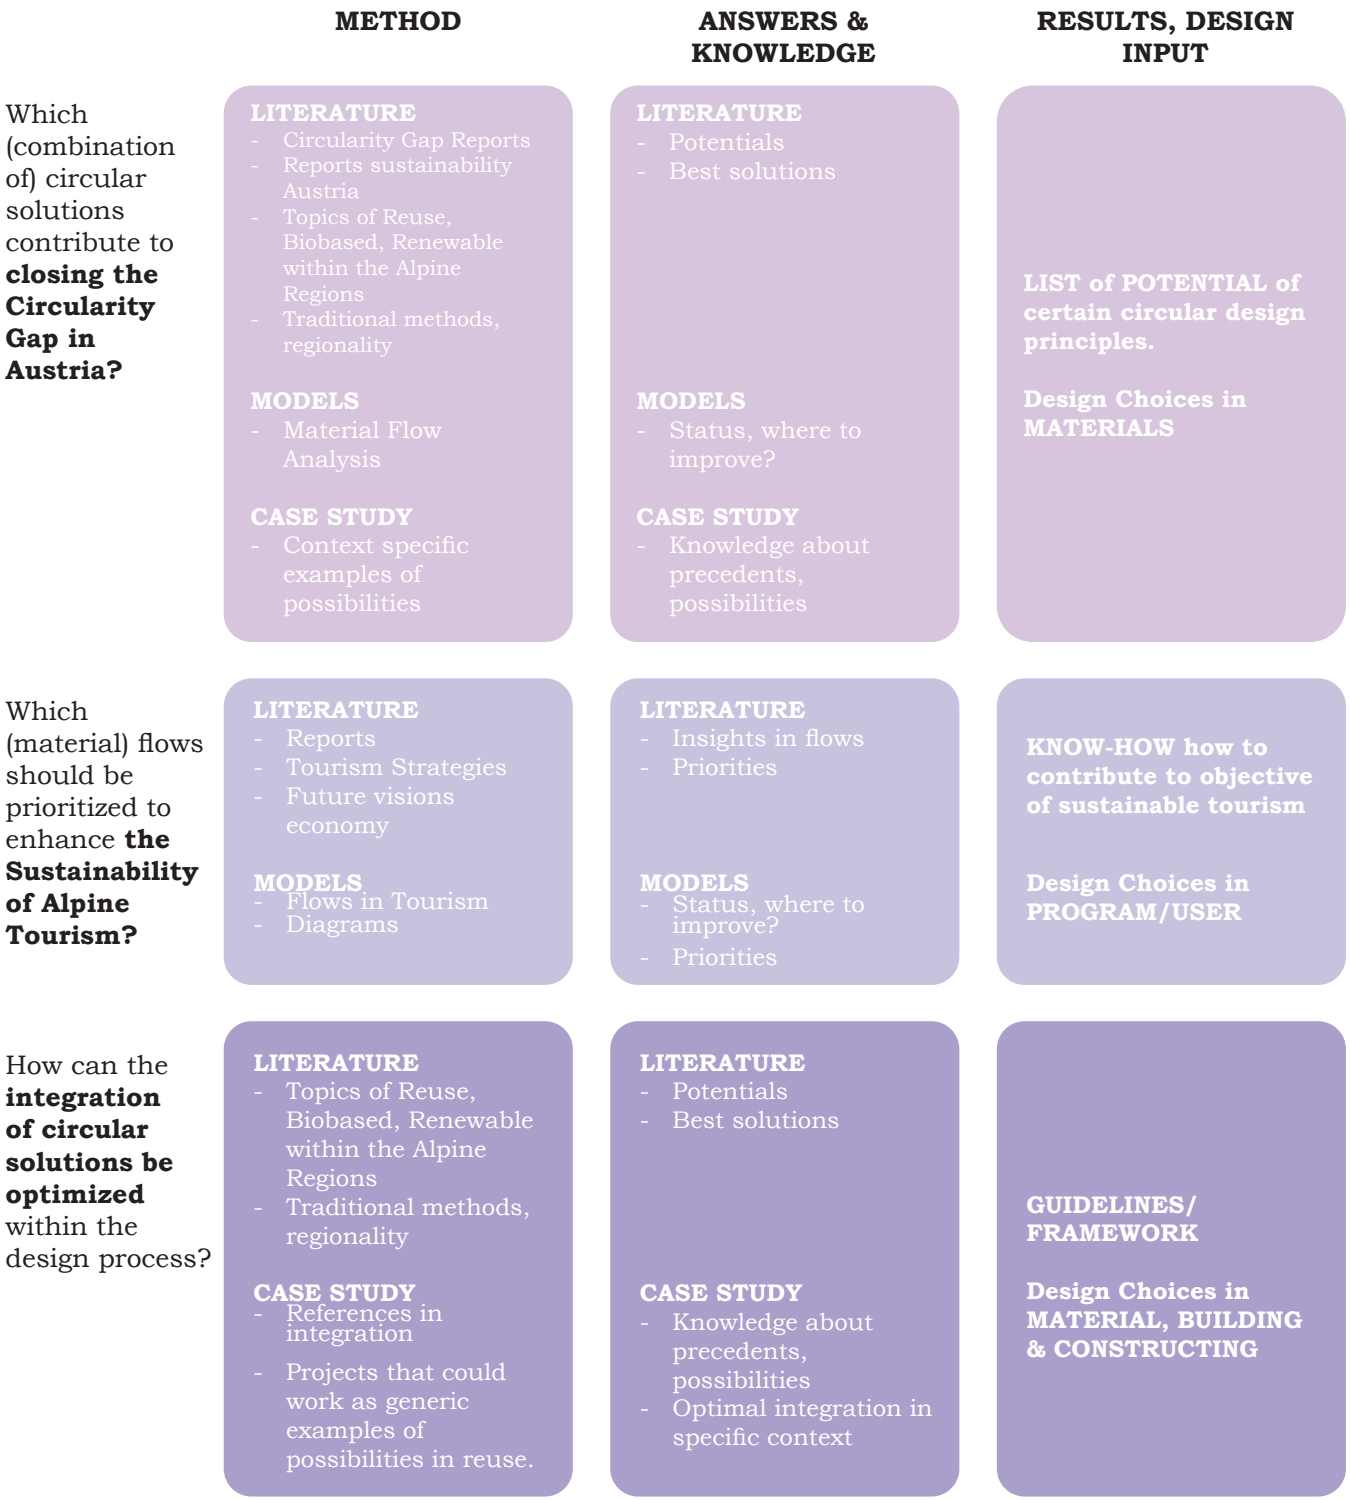 METHOD
ANSWERS &
KNOWLEDGE
RESULTS, DESIGN
INPUT
Which
(combination
of) circular
solutions
contribute to
closing the
Circularity
Gap in
Austria?
LITERATURE
- Circularity Gap Reports
- Reports sustainability
Austria
- Topics of Reuse,
Biobased, Renewable
within the Alpine
Regions
- Traditional methods,
regionality
MODELS
- Material Flow
Analysis
CASE STUDY
- Context specific
examples of
possibilities
LITERATURE
- Potentials
- Best solutions
MODELS
- Status, where to
improve?
CASE STUDY
- Knowledge about
precedents,
possibilities
LIST of POTENTIAL of
certain circular design
principles.
Design Choices in
MATERIALS
Which
(material) flows
should be
prioritized to
enhance the
Sustainability
of Alpine
Tourism?
LITERATURE
- Reports
- Tourism Strategies
- Future visions
economy
MODELS
- Flows in Tourism
- Diagrams
LITERATURE
- Insights in flows
- Priorities
MODELS
- Status, where to
improve?
- Priorities
KNOW-HOW how to
contribute to objective
of sustainable tourism
Design Choices in
PROGRAM/USER
How can the
integration
of circular
solutions be
optimized
within the
design process?
LITERATURE
- Topics of Reuse,
Biobased, Renewable
within the Alpine
Regions
- Traditional methods,
regionality
CASE STUDY
- References in
integration
- Projects that could
work as generic
examples of
possibilities in reuse.
LITERATURE
- Potentials
- Best solutions
CASE STUDY
- Knowledge about
precedents,
possibilities
- Optimal integration in
specific context
GUIDELINES/
FRAMEWORK
Design Choices in
MATERIAL, BUILDING
& CONSTRUCTING